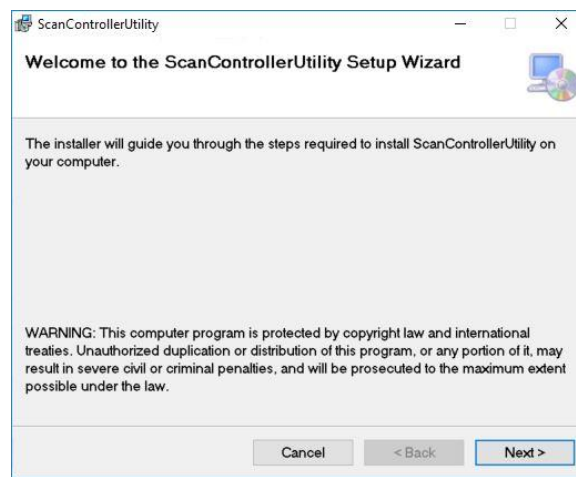 ScanControllerUtility
Welcome to the ScanControllerUtility Setup Wizard
The installer will guide you through the steps required to install ScanControllerUtility on
your computer.
WARNING: This computer program is protected by copyright law and international
treaties. Unauthorized duplication or distribution of this program, or any portion of it, may
result in severe civil or criminal penalties, and will be prosecuted to the maximum extent
possible under the law.
Cancel < Back Next >